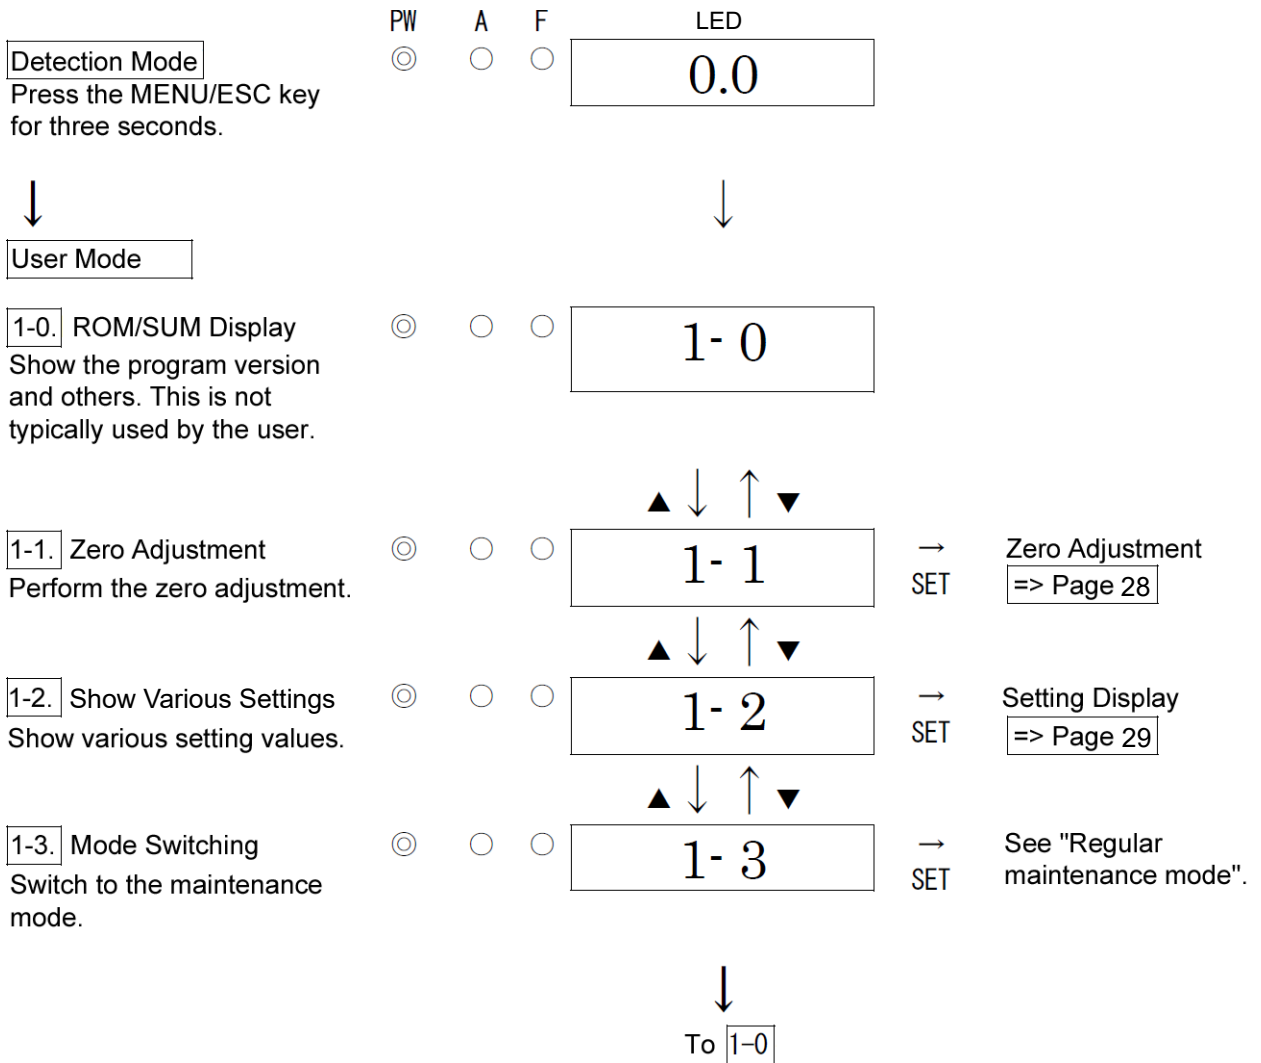 PW A F LED
Detection Mode ◎ ○ ○ 0.0
Press the MENU/ESC key
for three seconds.
↓ ↓
User Mode
1-0. ROM/SUM Display ◎ ○ ○ 1- 0
Show the program version
and others. This is not
typically used by the user.
▲ ↓ ↑ ▼
1-1. Zero Adjustment ◎ ○ ○ 1- 1 → Zero Adjustment
Perform the zero adjustment. SET => Page 28
▲ ↓ ↑ ▼
1-2. Show Various Settings ◎ ○ ○ 1- 2 → Setting Display
Show various setting values. SET => Page 29
▲ ↓ ↑ ▼
1-3. Mode Switching ◎ ○ ○ 1- 3 → See "Regular
Switch to the maintenance SET maintenance mode".
mode.
↓
To 1-0